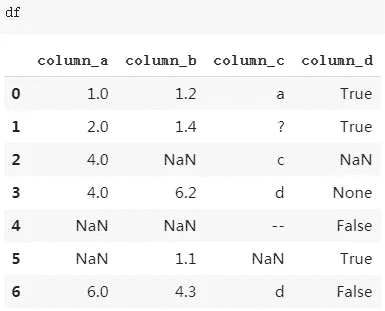 df
column_a column_b column_c column_d
0 1.0 1.2 a True
1 2.0 1.4 ? True
2 4.0 NaN c NaN
3 4.0 6.2 d None
4 NaN NaN -- False
5 NaN 1.1 NaN True
6 6.0 4.3 d False